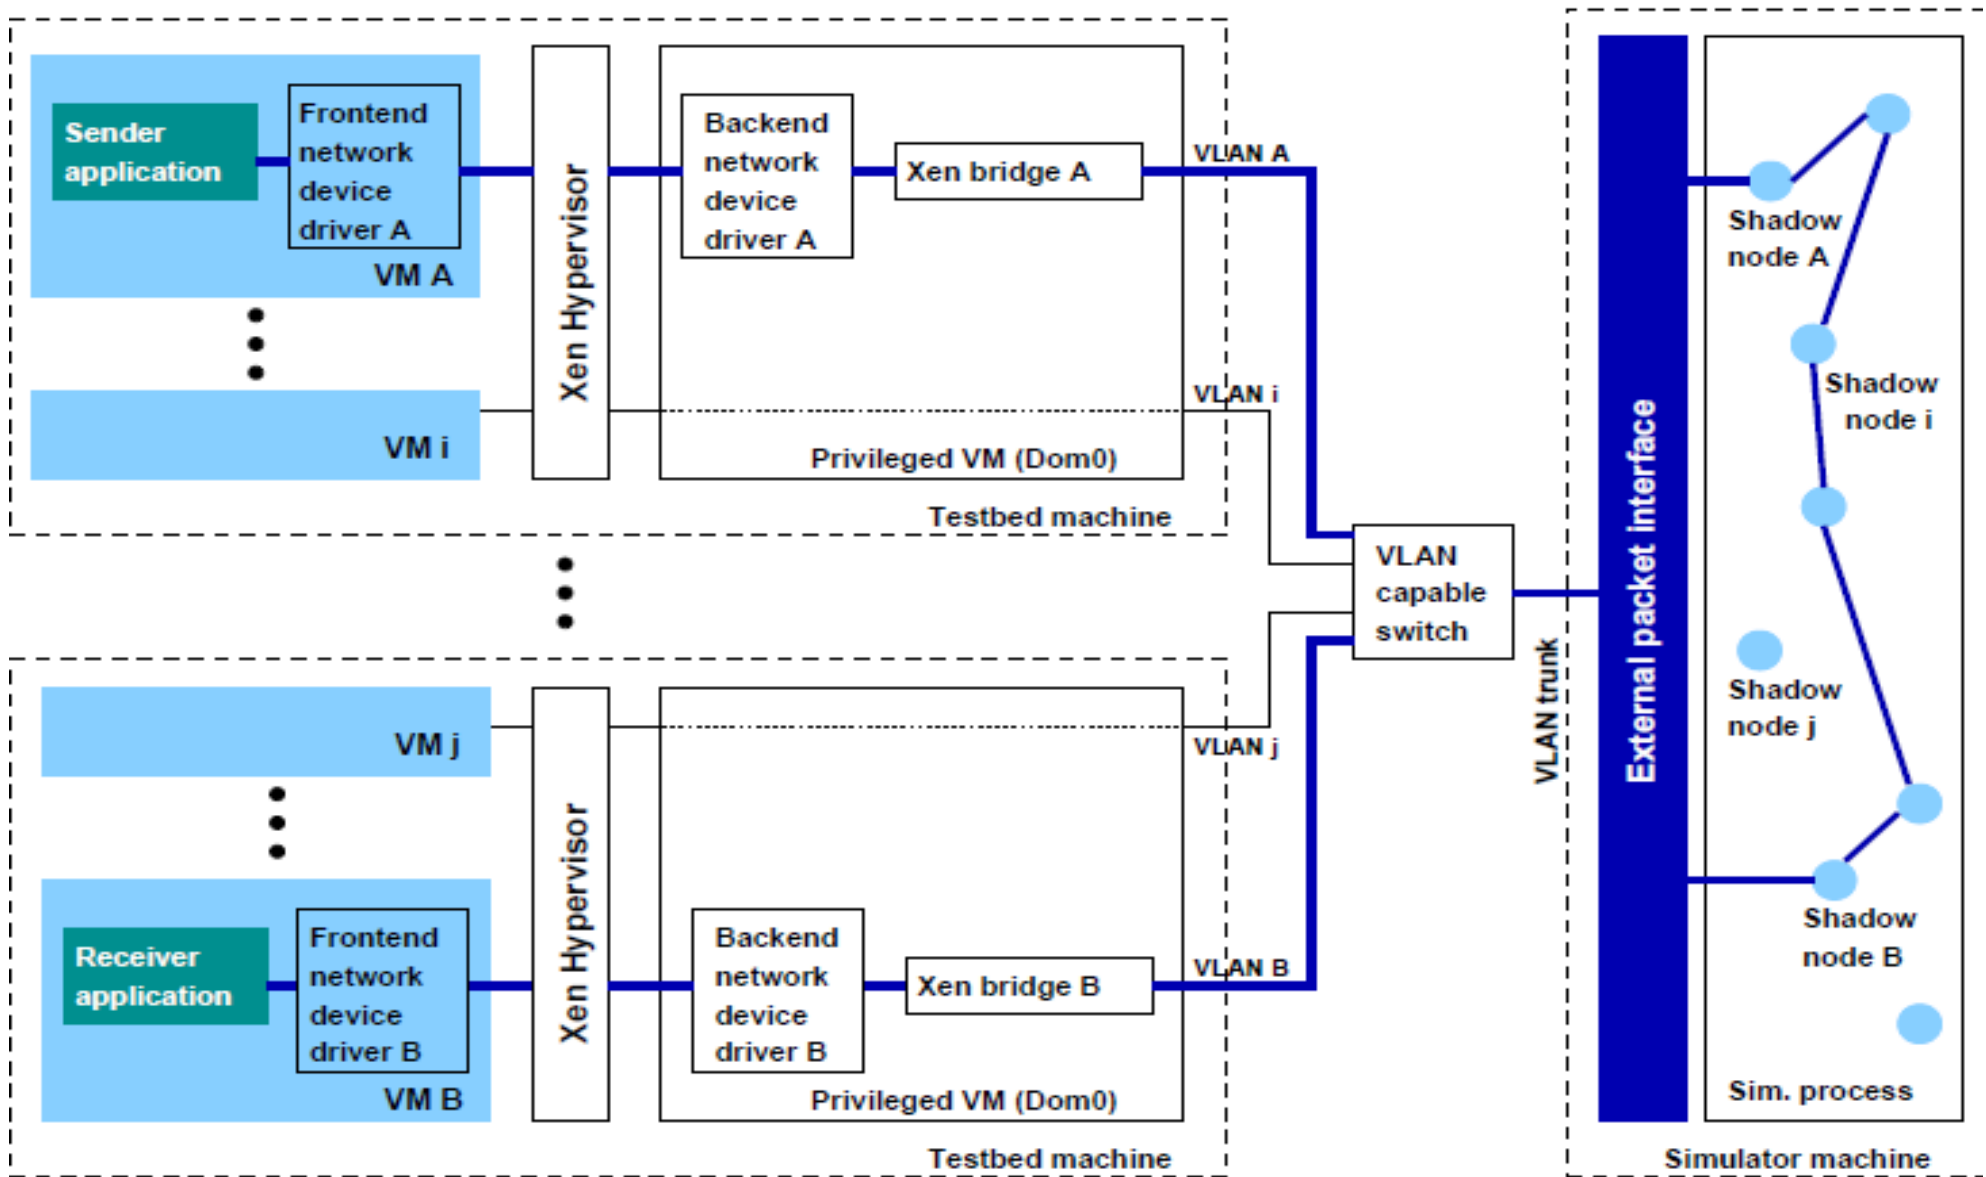 Sender
application
Frontend
network
device
driver A
VM A
VM i
Xen Hypervisor
Backend
network
device
driver A
Xen bridge A
Privileged VM (Dom0)
Testbed machine
VLAN A
VLAN i
VM j
Receiver
application
Frontend
network
device
driver B
VM B
Xen Hypervisor
Backend
network
device
driver B
Xen bridge B
Privileged VM (Dom0)
Testbed machine
VLAN j
VLAN B
VLAN
capable
switch
VLAN trunk
External packet interface
Shadow
node A
Shadow
node i
Shadow
node j
Shadow
node B
Sim. process
Simulator machine